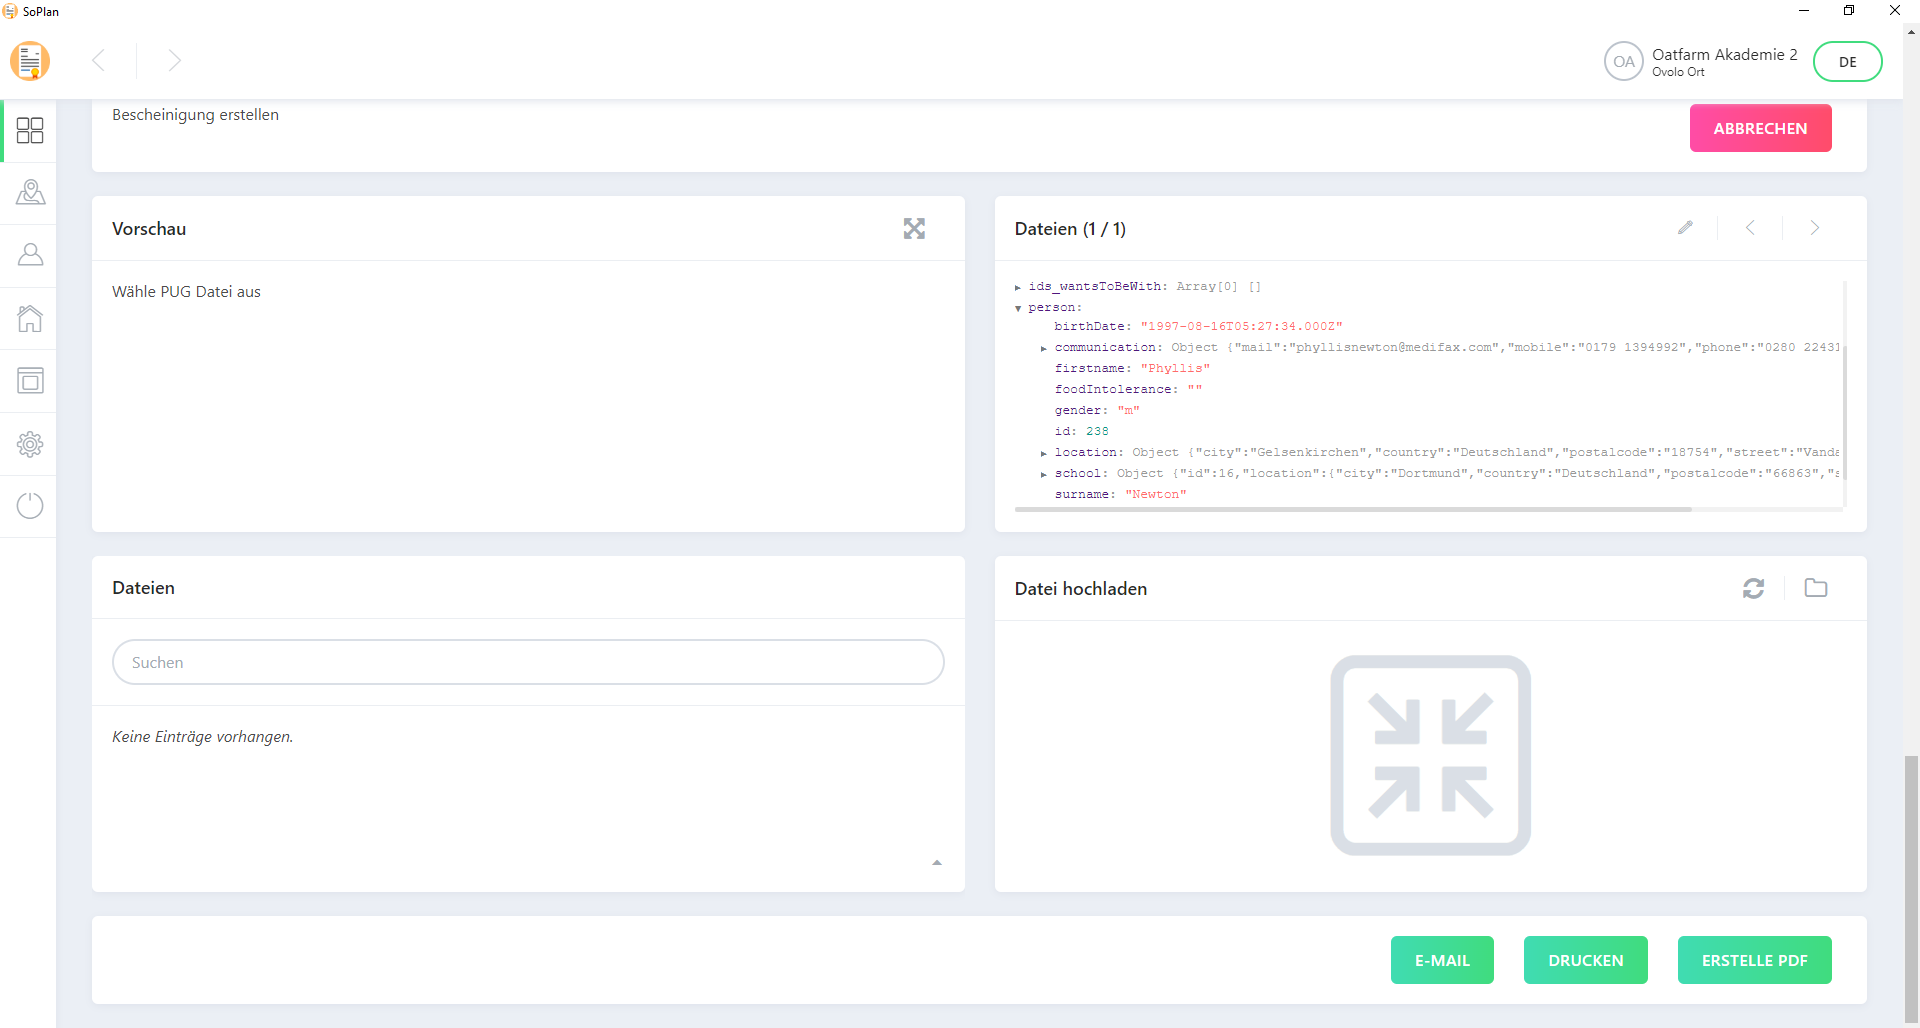 SoPlan
OA
Oatfarm Akademie 2
Ovolo Ort
DE
Bescheinigung erstellen
ABBRECHEN
Vorschau
Wähle PUG Datei aus
Dateien (1 / 1)
ids_wantsToBeWith: Array[0] []
person:
birthDate: "1997-08-16T05:27:34.000Z"
communication: Object {"mail":"phyllisnewton@medifax.com","mobile":"0179 1394992","phone":"0280 22431
firstname: "Phyllis"
foodIntolerance: ""
gender: "m"
id: 238
location: Object {"city":"Gelsenkirchen","country":"Deutschland","postalcode":"18754","street":"Vanda
school: Object {"id":16,"location":{"city":"Dortmund","country":"Deutschland","postalcode":"66863","s
surname: "Newton"
Dateien
Suchen
Keine Einträge vorhangen.
Datei hochladen
E-MAIL
DRUCKEN
ERSTELLE PDF